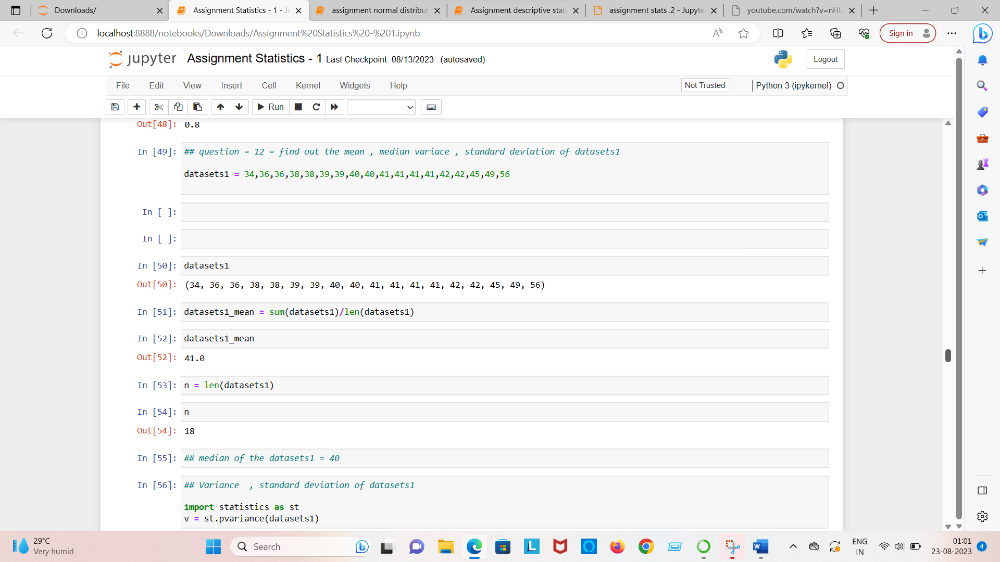 Downloads/
Assignment Statistics - 1 - Ju
assignment normal distribut
Assignment descriptive stati
assignment stats .2 - Jupyte
youtube.com/watch?v=nHU
localhost:8888/notebooks/Downloads/Assignment%20Statistics%20-%201.ipynb
Sign in
jupyter Assignment Statistics - 1 Last Checkpoint: 08/13/2023 (autosaved)
Logout
File Edit View Insert Cell Kernel Widgets Help
Not Trusted
Python 3 (ipykernel)
Run
-
Out[48]: 0.8
In [49]: ## question = 12 = find out the mean , median variace , standard deviation of datasets1
datasets1 = 34,36,36,38,38,39,39,40,40,41,41,41,41,42,42,45,49,56
In [ ]:
In [ ]:
In [50]: datasets1
Out[50]: (34, 36, 36, 38, 38, 39, 39, 40, 40, 41, 41, 41, 41, 42, 42, 45, 49, 56)
In [51]: datasets1_mean = sum(datasets1)/len(datasets1)
In [52]: datasets1_mean
Out[52]: 41.0
In [53]: n = len(datasets1)
In [54]: n
Out[54]: 18
In [55]: ## median of the datasets1 = 40
In [56]: ## Variance  , standard deviation of datasets1
import statistics as st
v = st.pvariance(datasets1)
29°C
Very humid
Search
ENG
IN
01:01
23-08-2023
4